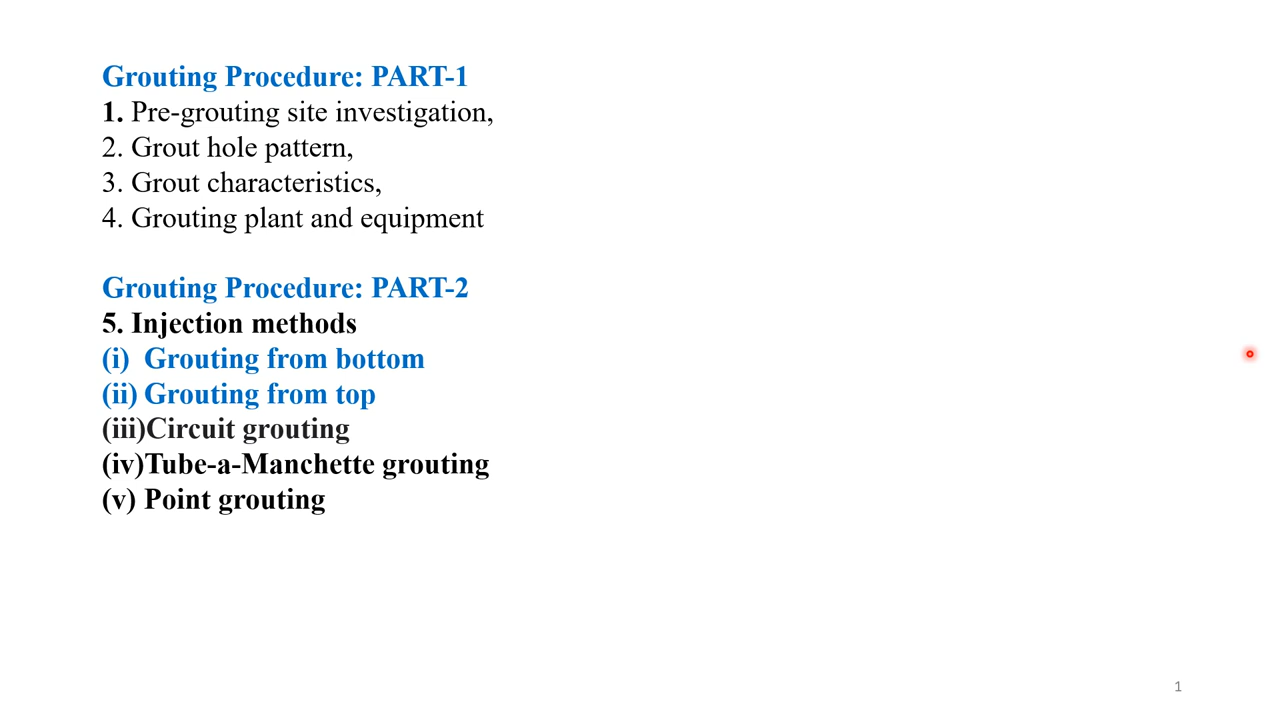 Grouting Procedure: PART-1
1. Pre-grouting site investigation,
2. Grout hole pattern,
3. Grout characteristics,
4. Grouting plant and equipment
Grouting Procedure: PART-2
5. Injection methods
(i) Grouting from bottom
(ii) Grouting from top
(iii)Circuit grouting
(iv)Tube-a-Manchette grouting
(v) Point grouting
1